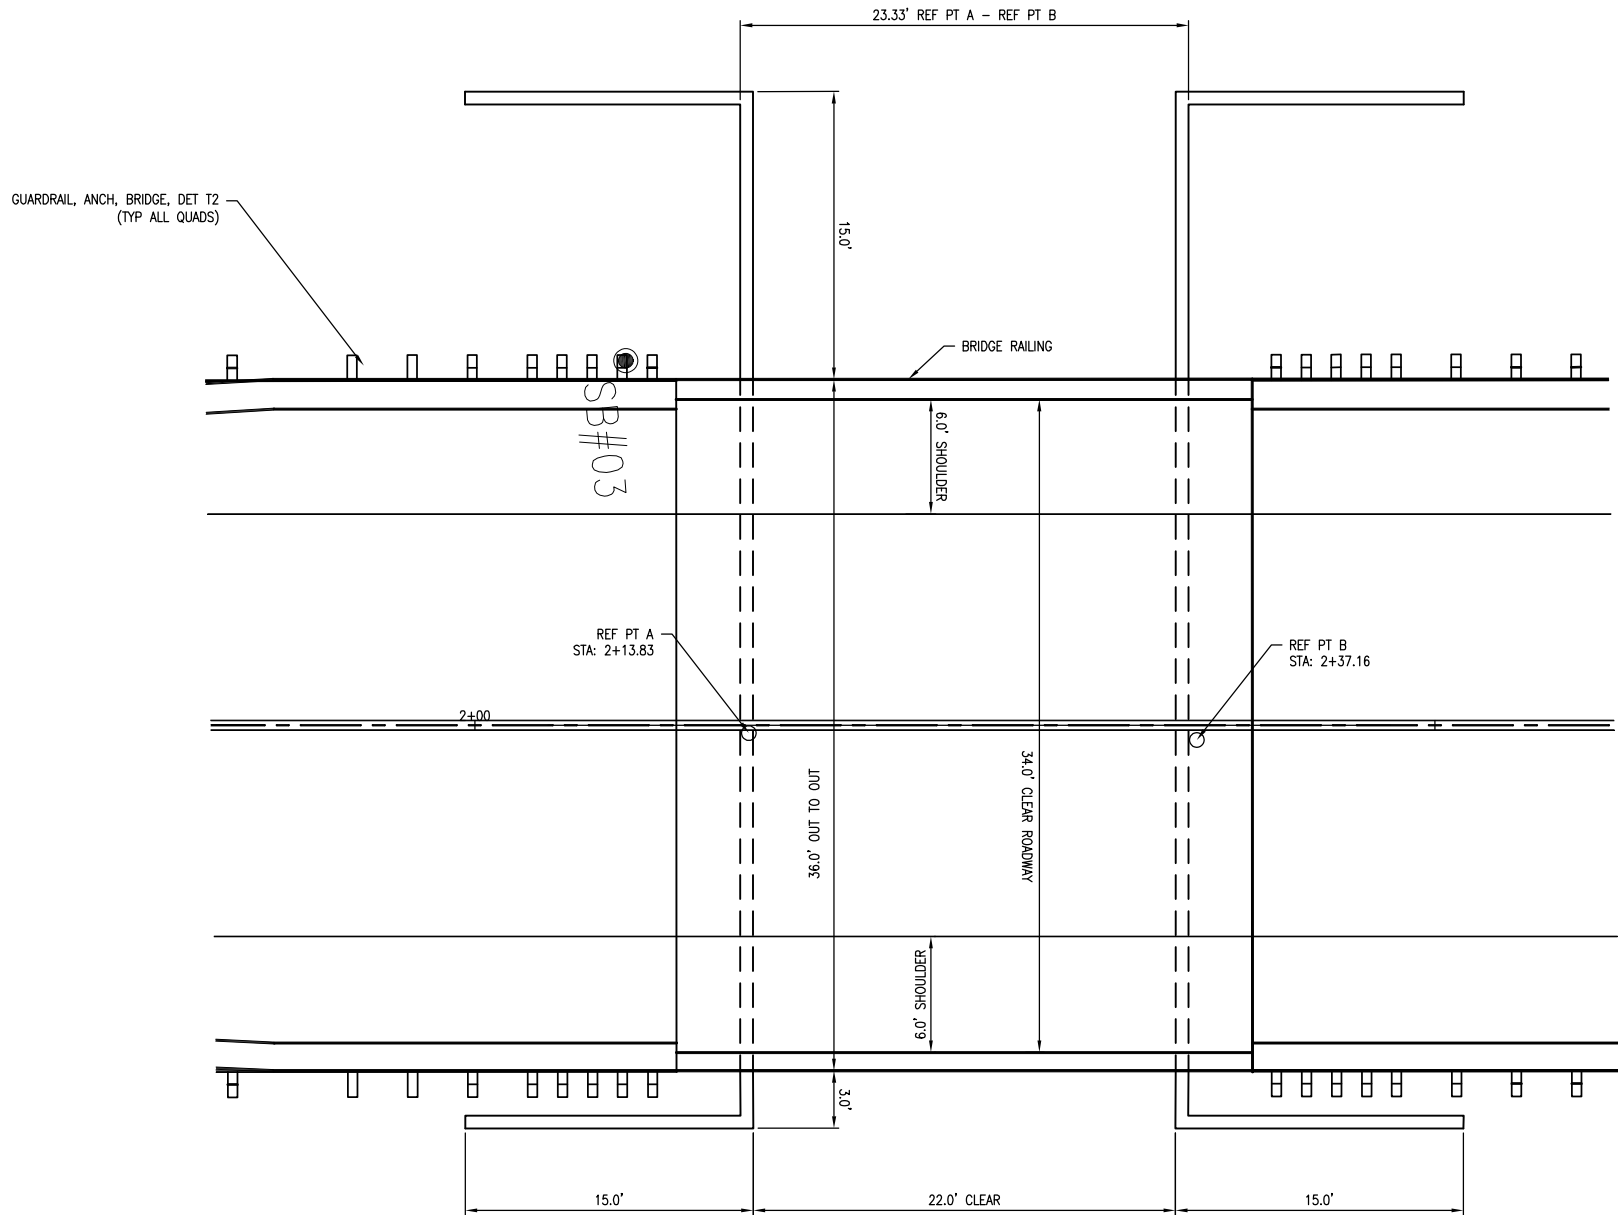 23.33' REF PT A – REF PT B
GUARDRAIL, ANCH, BRIDGE, DET T2
(TYP ALL QUADS)
15.0'
BRIDGE RAILING
SB#03
6.0' SHOULDER
REF PT A
STA: 2+13.83
REF PT B
STA: 2+37.16
2+00
36.0' OUT TO OUT
34.0' CLEAR ROADWAY
6.0' SHOULDER
3.0'
15.0'
22.0' CLEAR
15.0'